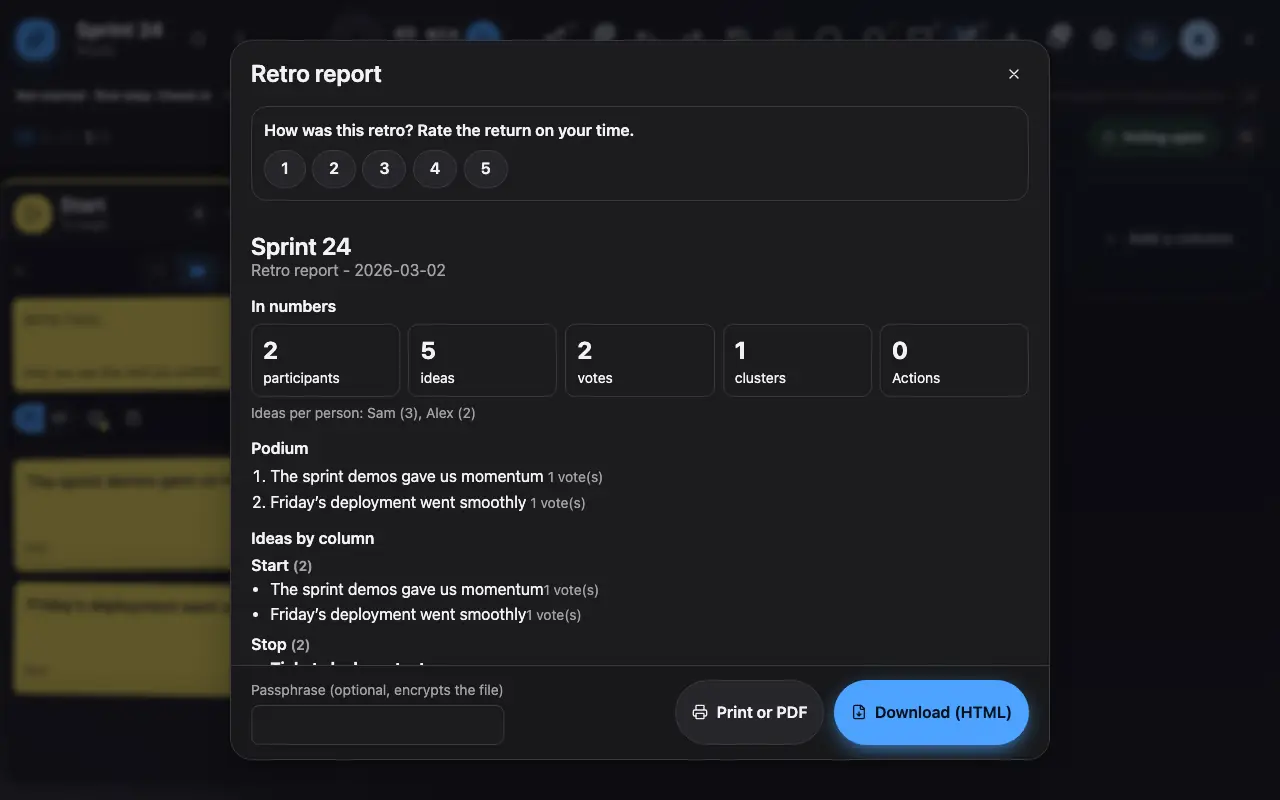 Sprint 24
Retro report
How was this retro? Rate the return on your time.
1 2 3 4 5
Start
Sprint 24
Retro report - 2026-03-02
In numbers
2 5 2 1 0
participants ideas votes clusters Actions
Ideas per person: Sam (3), Alex (2)
Podium
1. The sprint demos gave us momentum 1 vote(s)
2. Friday’s deployment went smoothly 1 vote(s)
Ideas by column
Start (2)
• The sprint demos gave us momentum1 vote(s)
• Friday’s deployment went smoothly1 vote(s)
Stop (2)
Passphrase (optional, encrypts the file)
Print or PDF
Download (HTML)